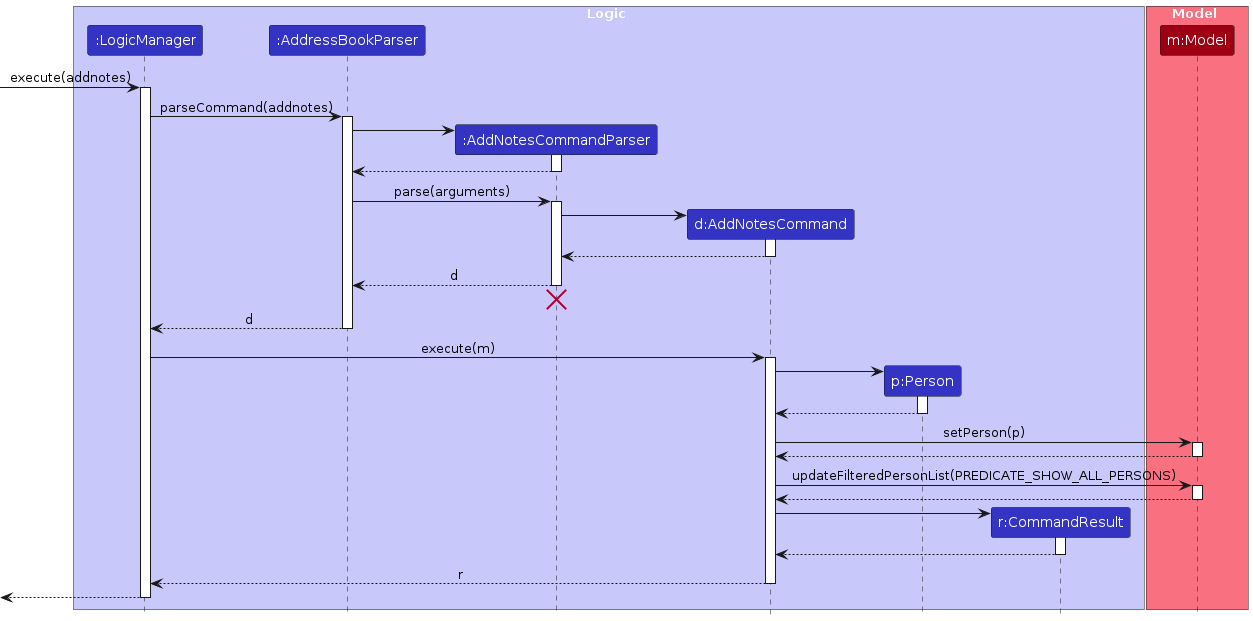 Logic
Model
:LogicManager
:AddressBookParser
m:Model
execute(addnotes)
parseCommand(addnotes)
:AddNotesCommandParser
parse(arguments)
d:AddNotesCommand
d
d
execute(m)
p:Person
setPerson(p)
updateFilteredPersonList(PREDICATE_SHOW_ALL_PERSONS)
r:CommandResult
r